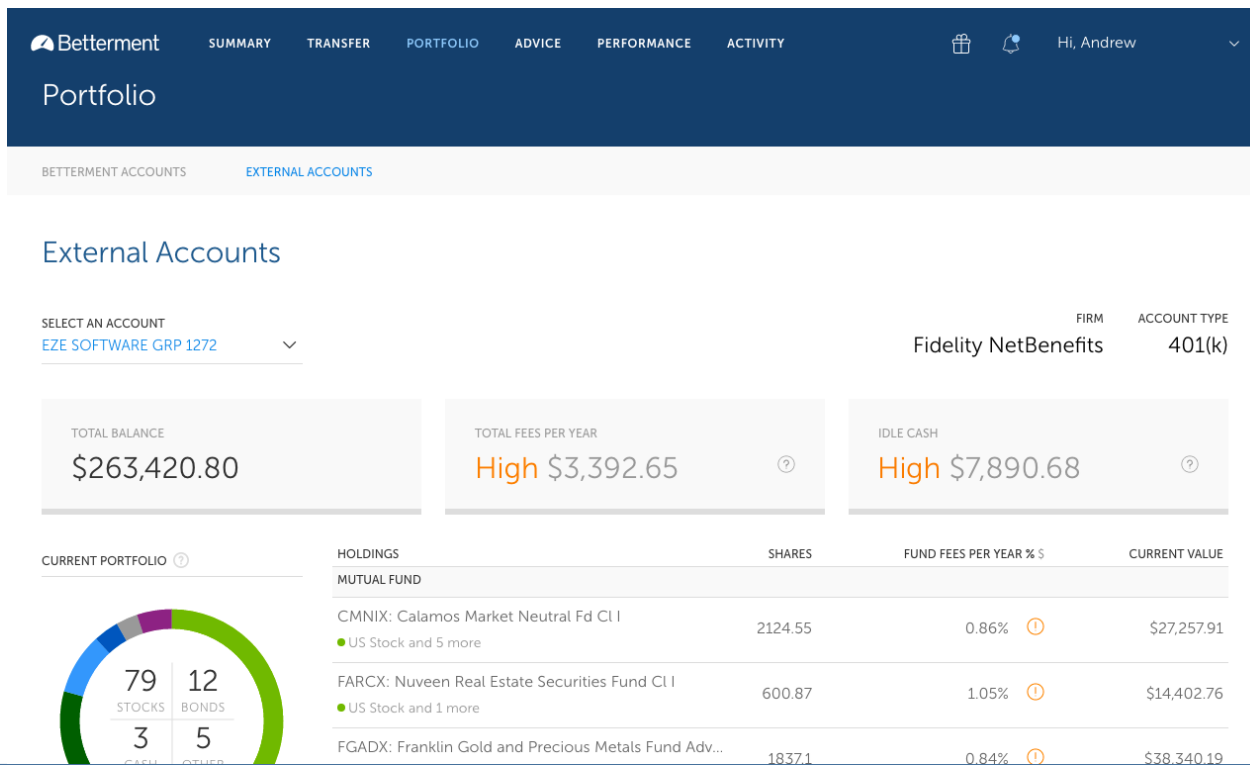 Betterment SUMMARY TRANSFER PORTFOLIO ADVICE PERFORMANCE ACTIVITY Hi, Andrew
Portfolio
BETTERMENT ACCOUNTS EXTERNAL ACCOUNTS
External Accounts
SELECT AN ACCOUNT
EZE SOFTWARE GRP 1272
FIRM ACCOUNT TYPE
Fidelity NetBenefits 401(k)
TOTAL BALANCE
$263,420.80
TOTAL FEES PER YEAR
High $3,392.65 ?
IDLE CASH
High $7,890.68 ?
CURRENT PORTFOLIO ?
79 12
STOCKS BONDS
3 5
CASH OTHER
HOLDINGS SHARES FUND FEES PER YEAR % $ CURRENT VALUE
MUTUAL FUND
CMNIX: Calamos Market Neutral Fd Cl I 2124.55 0.86% ! $27,257.91
US Stock and 5 more
FARCX: Nuveen Real Estate Securities Fund Cl I 600.87 1.05% ! $14,402.76
US Stock and 1 more
FGADX: Franklin Gold and Precious Metals Fund Adv... 1837.1 0.84% ! $38,340.19